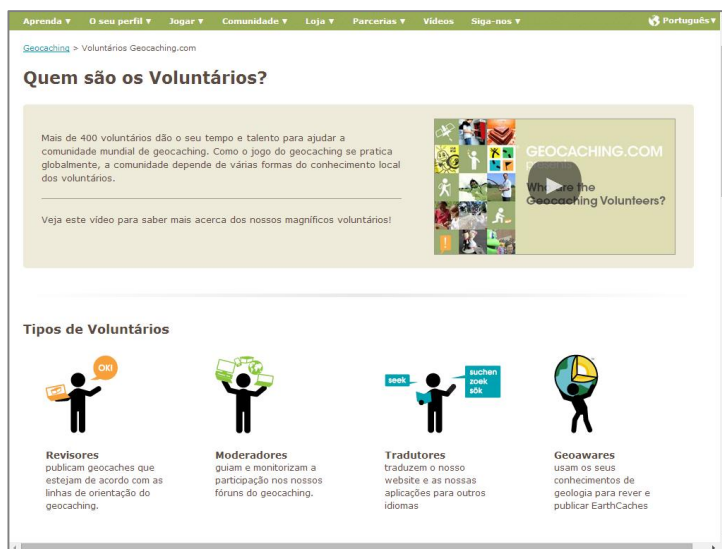 Aprenda ▼ O seu perfil ▼ Jogar ▼ Comunidade ▼ Loja ▼ Parcerias ▼ Vídeos Siga-nos ▼ Português ▼
Geocaching > Voluntários Geocaching.com
Quem são os Voluntários?
Mais de 400 voluntários dão o seu tempo e talento para ajudar a
comunidade mundial de geocaching. Como o jogo do geocaching se pratica
globalmente, a comunidade depende de várias formas do conhecimento local
dos voluntários.
Veja este vídeo para saber mais acerca dos nossos magníficos voluntários!
GEOCACHING.COM
Who are the
Geocaching Volunteers?
Tipos de Voluntários
OK!
seek
suchen
zoek
sök
Revisores
publicam geocaches que
estejam de acordo com as
linhas de orientação do
geocaching.
Moderadores
guiam e monitorizam a
participação nos nossos
fóruns do geocaching.
Tradutores
traduzem o nosso
website e as nossas
aplicações para outros
idiomas
Geoawares
usam os seus
conhecimentos de
geologia para rever e
publicar EarthCaches